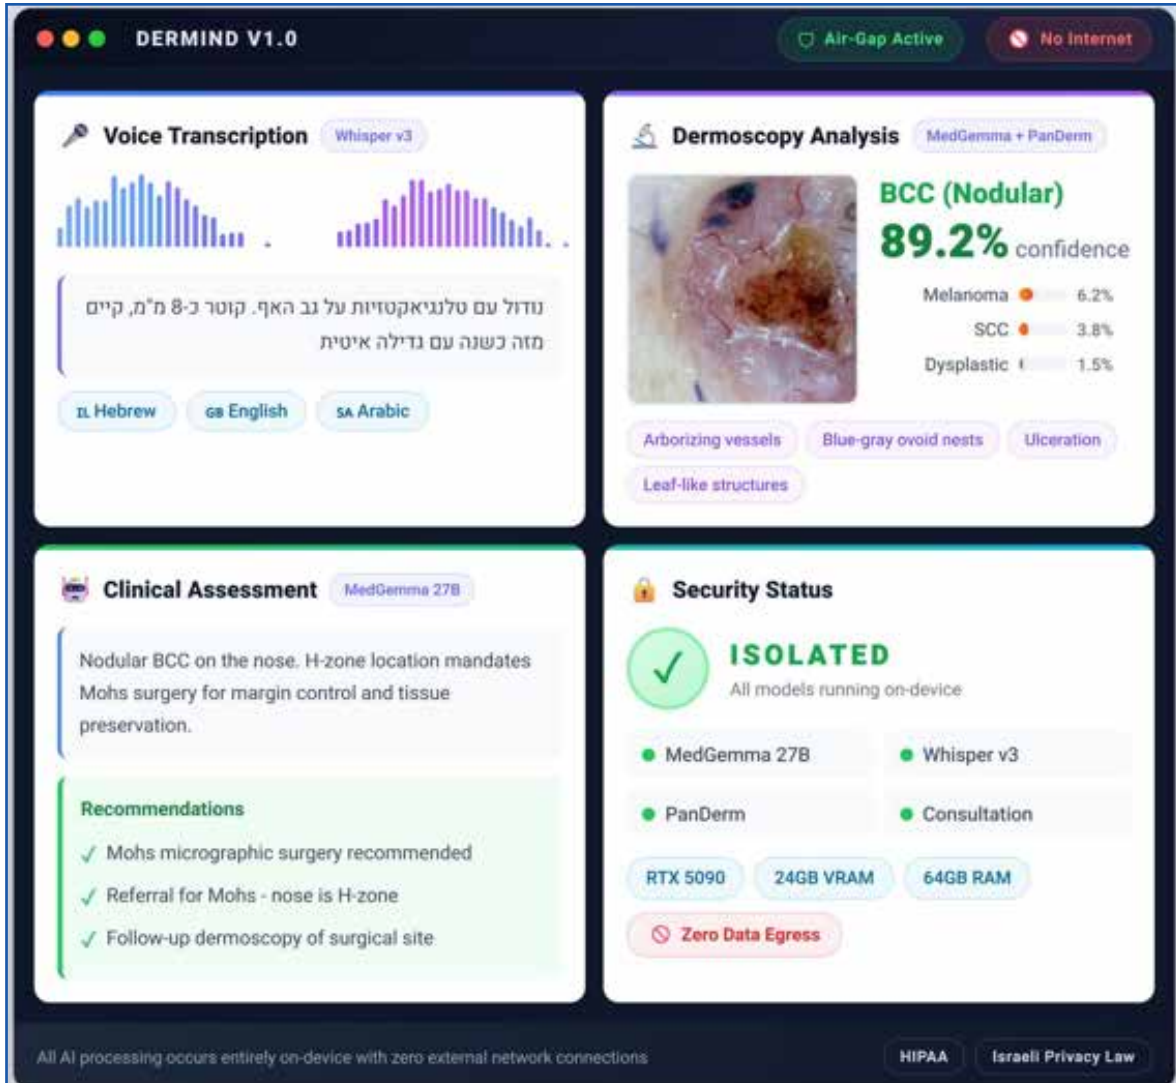 DERMIND V1.0
Air-Gap Active
No Internet
Voice Transcription
Whisper v3
נודול עם טלנגיאקטזיות על גב האף. קוטר כ-8 מ"מ, קיים
מזה כשנה עם גדילה איטית
IL Hebrew
GB English
SA Arabic
Dermoscopy Analysis
MedGemma + PanDerm
BCC (Nodular)
89.2% confidence
Melanoma 6.2%
SCC 3.8%
Dysplastic 1.5%
Arborizing vessels
Blue-gray ovoid nests
Ulceration
Leaf-like structures
Clinical Assessment
MedGemma 27B
Nodular BCC on the nose. H-zone location mandates
Mohs surgery for margin control and tissue
preservation.
Recommendations
Mohs micrographic surgery recommended
Referral for Mohs - nose is H-zone
Follow-up dermoscopy of surgical site
Security Status
ISOLATED
All models running on-device
MedGemma 27B
Whisper v3
PanDerm
Consultation
RTX 5090
24GB VRAM
64GB RAM
Zero Data Egress
All AI processing occurs entirely on-device with zero external network connections
HIPAA
Israeli Privacy Law